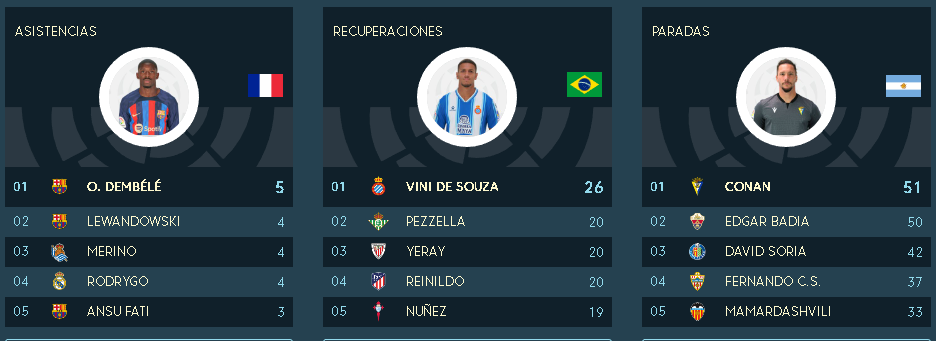 ASISTENCIAS
01 O. DEMBÉLÉ 5
02 LEWANDOWSKI 4
03 MERINO 4
04 RODRYGO 4
05 ANSU FATI 3
RECUPERACIONES
01 VINI DE SOUZA 26
02 PEZZELLA 20
03 YERAY 20
04 REINILDO 20
05 NUÑEZ 19
PARADAS
01 CONAN 51
02 EDGAR BADIA 50
03 DAVID SORIA 42
04 FERNANDO C.S. 37
05 MAMARDASHVILI 33